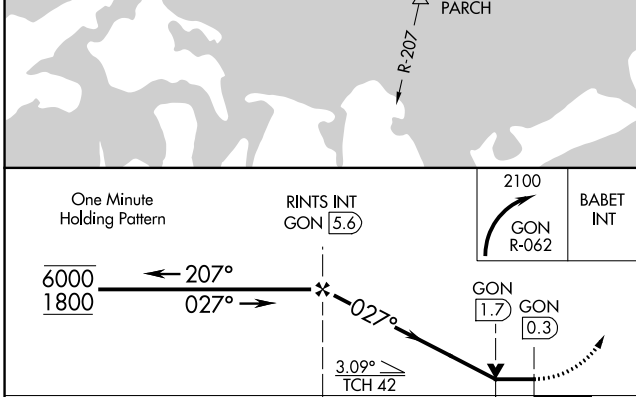 PARCH
R-207
One Minute
Holding Pattern
RINTS INT
GON 5.6
2100
GON
R-062
BABET
INT
6000
1800
207°
027°
027°
GON
1.7
GON
0.3
3.09°
TCH 42